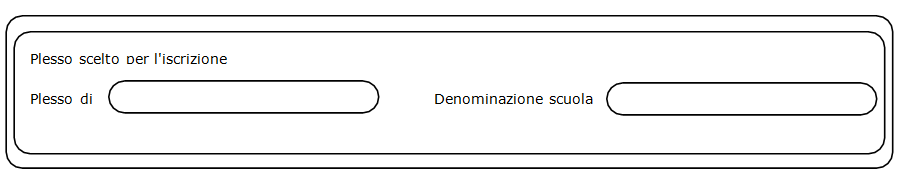 Plesso scelto per l'iscrizione
Plesso di Denominazione scuola